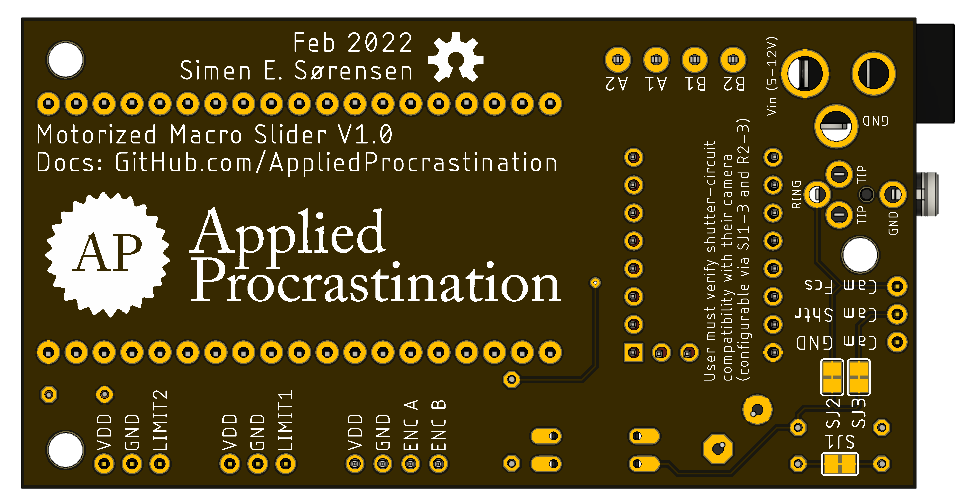 Feb 2022
Simen E. Sørensen
Motorized Macro Slider V1.0
Docs: GitHub.com/AppliedProcrastination
AP
Applied
Procrastination
A2
A1
B1
B2
Vin (5-12V)
GND
TIP
RING
TIP
GND
User must verify shutter-circuit
compatibility with their camera
(configurable via SJ1-3 and R2-3)
Cam Fcs
Cam Shtr
Cam GND
SJ2
SJ3
SJ1
VDD
GND
LIMIT2
VDD
GND
LIMIT1
VDD
GND
ENC A
ENC B